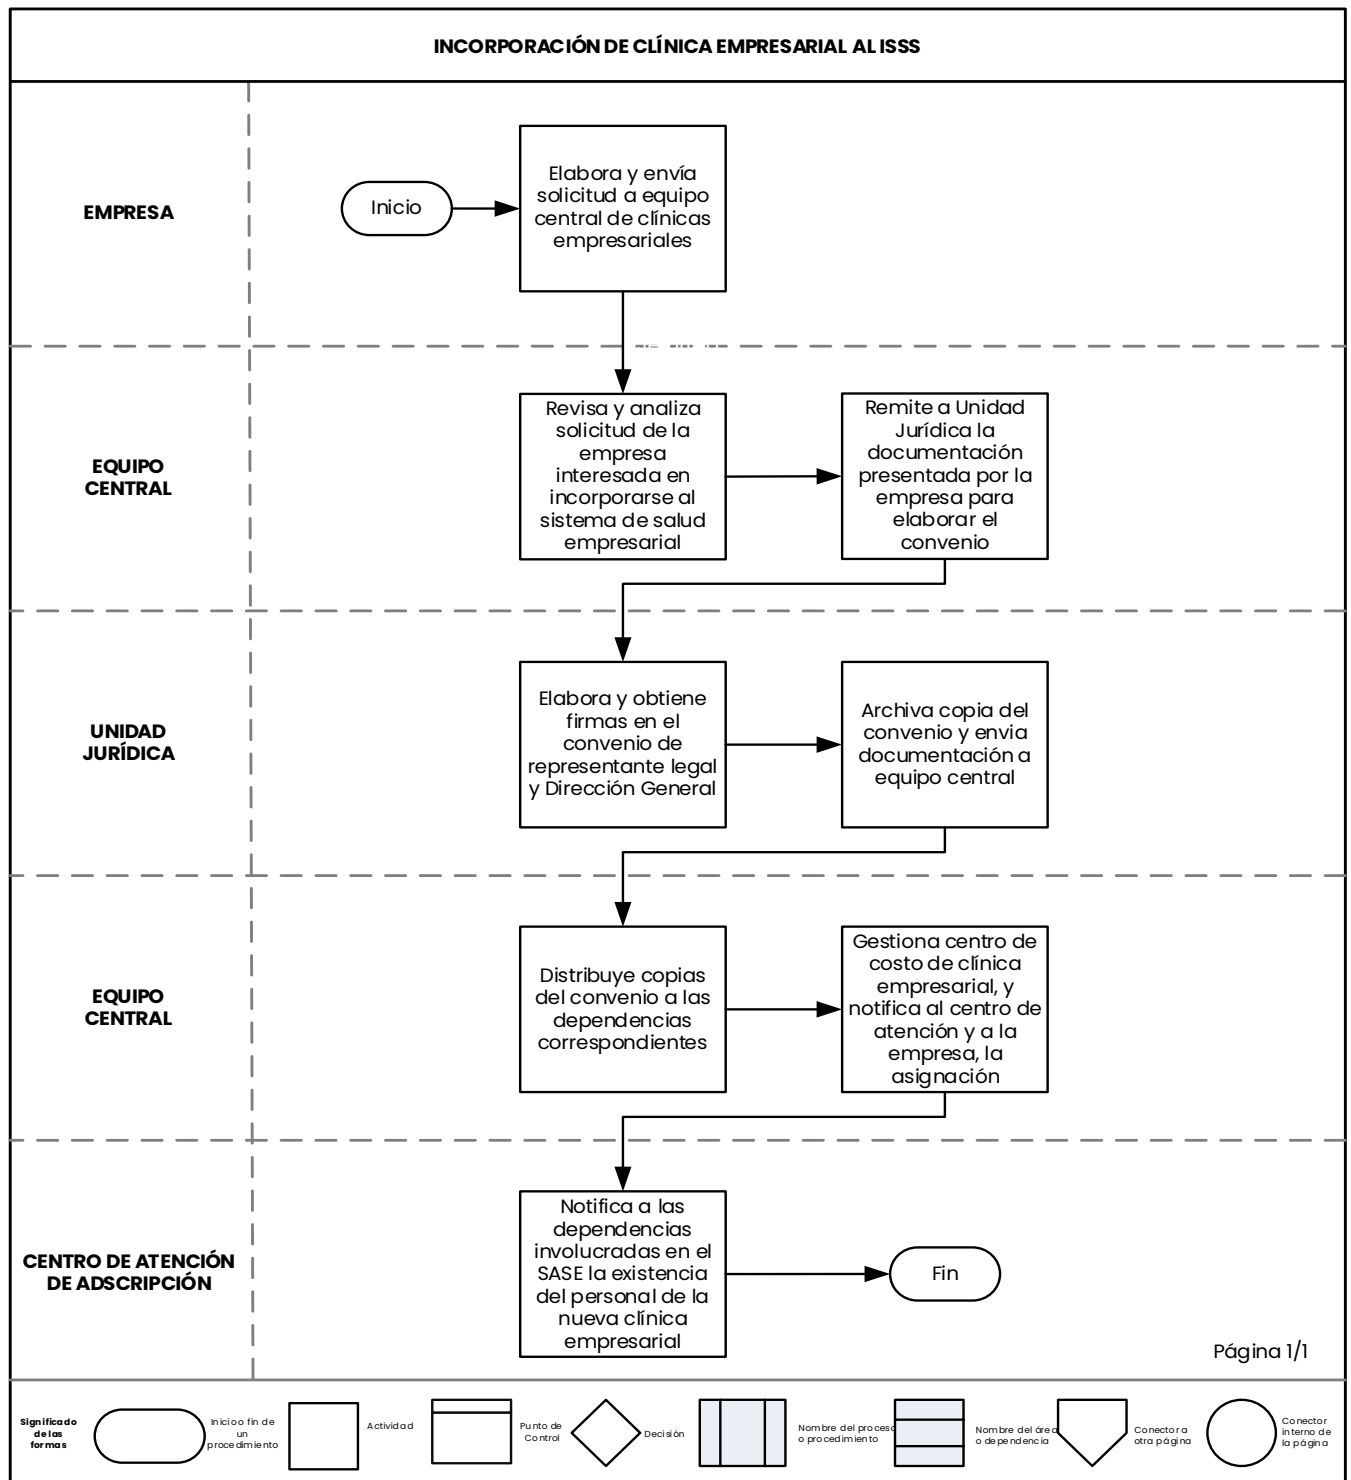 INCORPORACIÓN DE CLÍNICA EMPRESARIAL AL ISSS
EMPRESA
Inicio
Elabora y envía
solicitud a equipo
central de clínicas
empresariales
EQUIPO
CENTRAL
Revisa y analiza
solicitud de la
empresa
interesada en
incorporarse al
sistema de salud
empresarial
Remite a Unidad
Jurídica la
documentación
presentada por la
empresa para
elaborar el
convenio
UNIDAD
JURÍDICA
Elabora y obtiene
firmas en el
convenio de
representante legal
y Dirección General
Archiva copia del
convenio y envia
documentación a
equipo central
EQUIPO
CENTRAL
Distribuye copias
del convenio a las
dependencias
correspondientes
Gestiona centro de
costo de clínica
empresarial, y
notifica al centro de
atención y a la
empresa, la
asignación
CENTRO DE ATENCIÓN
DE ADSCRIPCIÓN
Notifica a las
dependencias
involucradas en el
SASE la existencia
del personal de la
nueva clínica
empresarial
Fin
Página 1/1
Significado
de las
formas
Inicio o fin de
un
procedimiento
Actividad
Punto de
Control
Decisión
Nombre del proceso
o procedimiento
Nombre del área
o dependencia
Conector a
otra página
Conector
interno de
la página